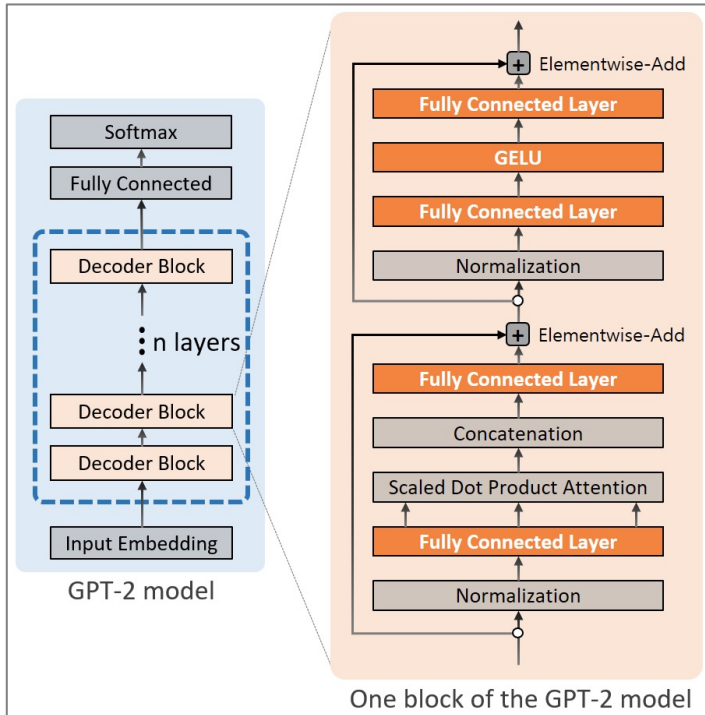 Softmax
Fully Connected
Decoder Block
n layers
Decoder Block
Decoder Block
Input Embedding
GPT-2 model
+ Elementwise-Add
Fully Connected Layer
GELU
Fully Connected Layer
Normalization
+ Elementwise-Add
Fully Connected Layer
Concatenation
Scaled Dot Product Attention
Fully Connected Layer
Normalization
One block of the GPT-2 model